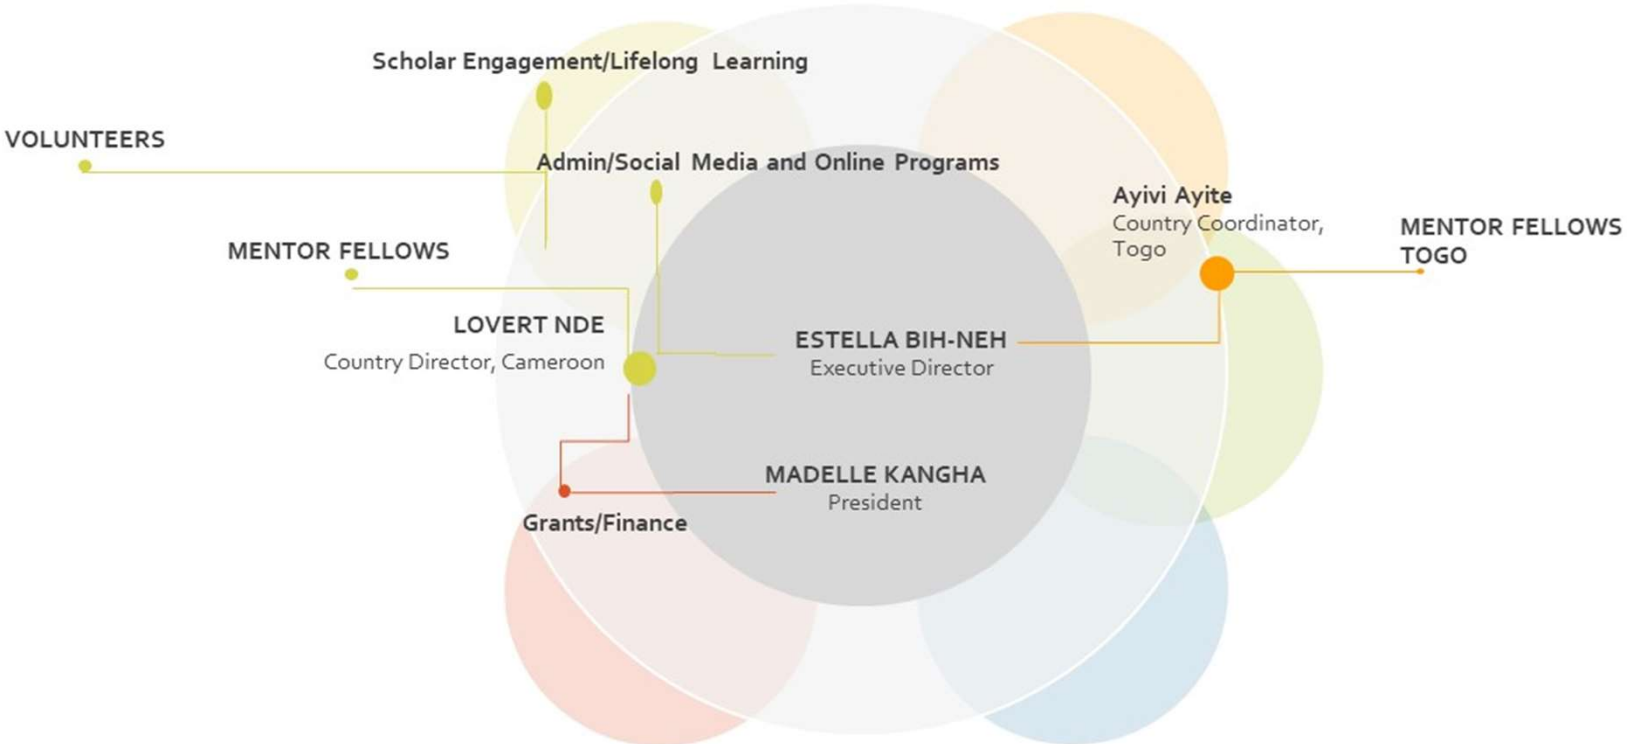 Scholar Engagement/Lifelong Learning
VOLUNTEERS
Admin/Social Media and Online Programs
Ayivi Ayite
Country Coordinator,
Togo
MENTOR FELLOWS
TOGO
MENTOR FELLOWS
LOVERT NDE
Country Director, Cameroon
ESTELLA BIH-NEH
Executive Director
MADELLE KANGHA
President
Grants/Finance